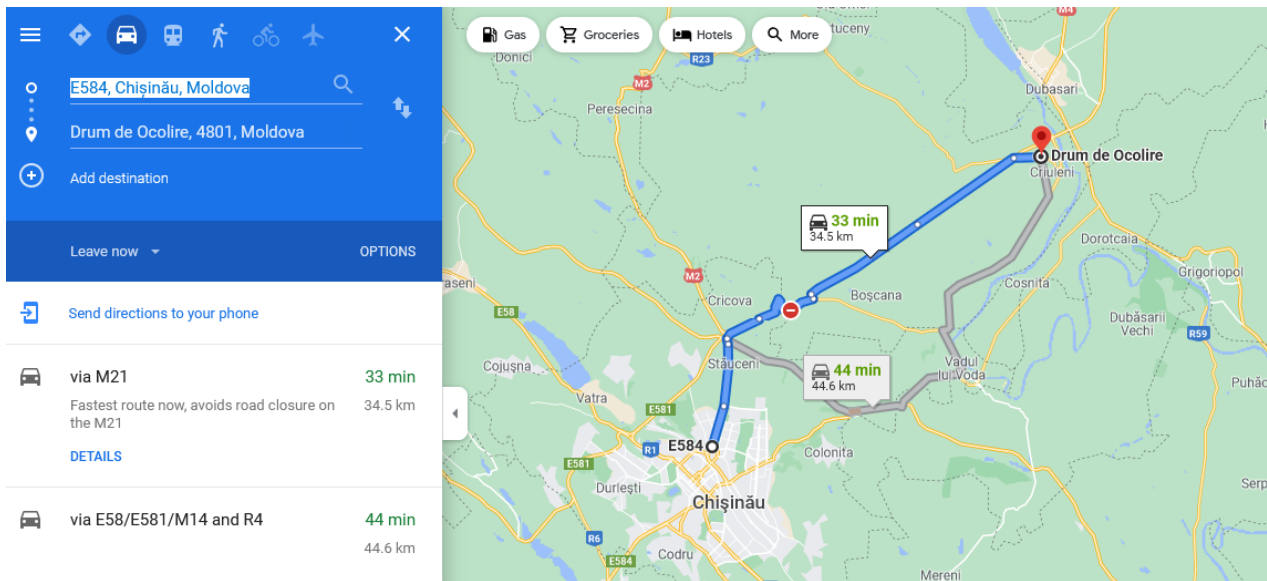 E584, Chișinău, Moldova
Drum de Ocolire, 4801, Moldova
Add destination
Leave now
OPTIONS
Send directions to your phone
via M21
33 min
Fastest route now, avoids road closure on
34.5 km
the M21
DETAILS
via E58/E581/M14 and R4
44 min
44.6 km
Gas
Groceries
Hotels
More
Donici
R23
M4
M2
Peresecina
Dubasari
Drum de Ocolire
Criuleni
33 min
34.5 km
Dorotcaia
Grigoriopol
M2
Cricova
Boșcana
Cosnita
E58
Dubăsarii
Vechi
R59
Stăuceni
Cojușna
44 min
44.6 km
Vadul
lui Voda
Vatra
E581
E584
R1
Colonita
E581
Durlești
Chișinău
R6
Codru
E584
Mereni